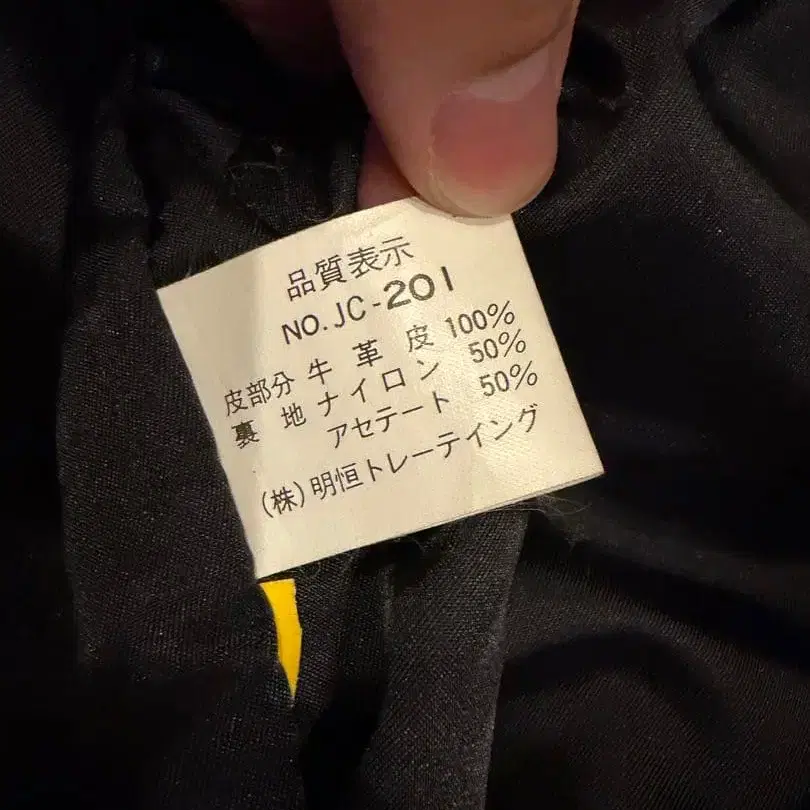 品質表示
NO. JC-201
皮部分 牛革皮 100%
裏地 ナイロン 50%
アセテート 50%
(株)明恒トレーテイング